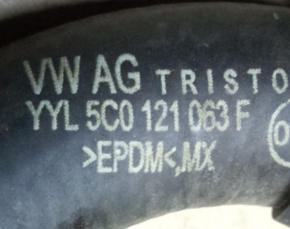 VW AG TRISTO
YYL 5C0 121 063 F
>EPDM<,MX